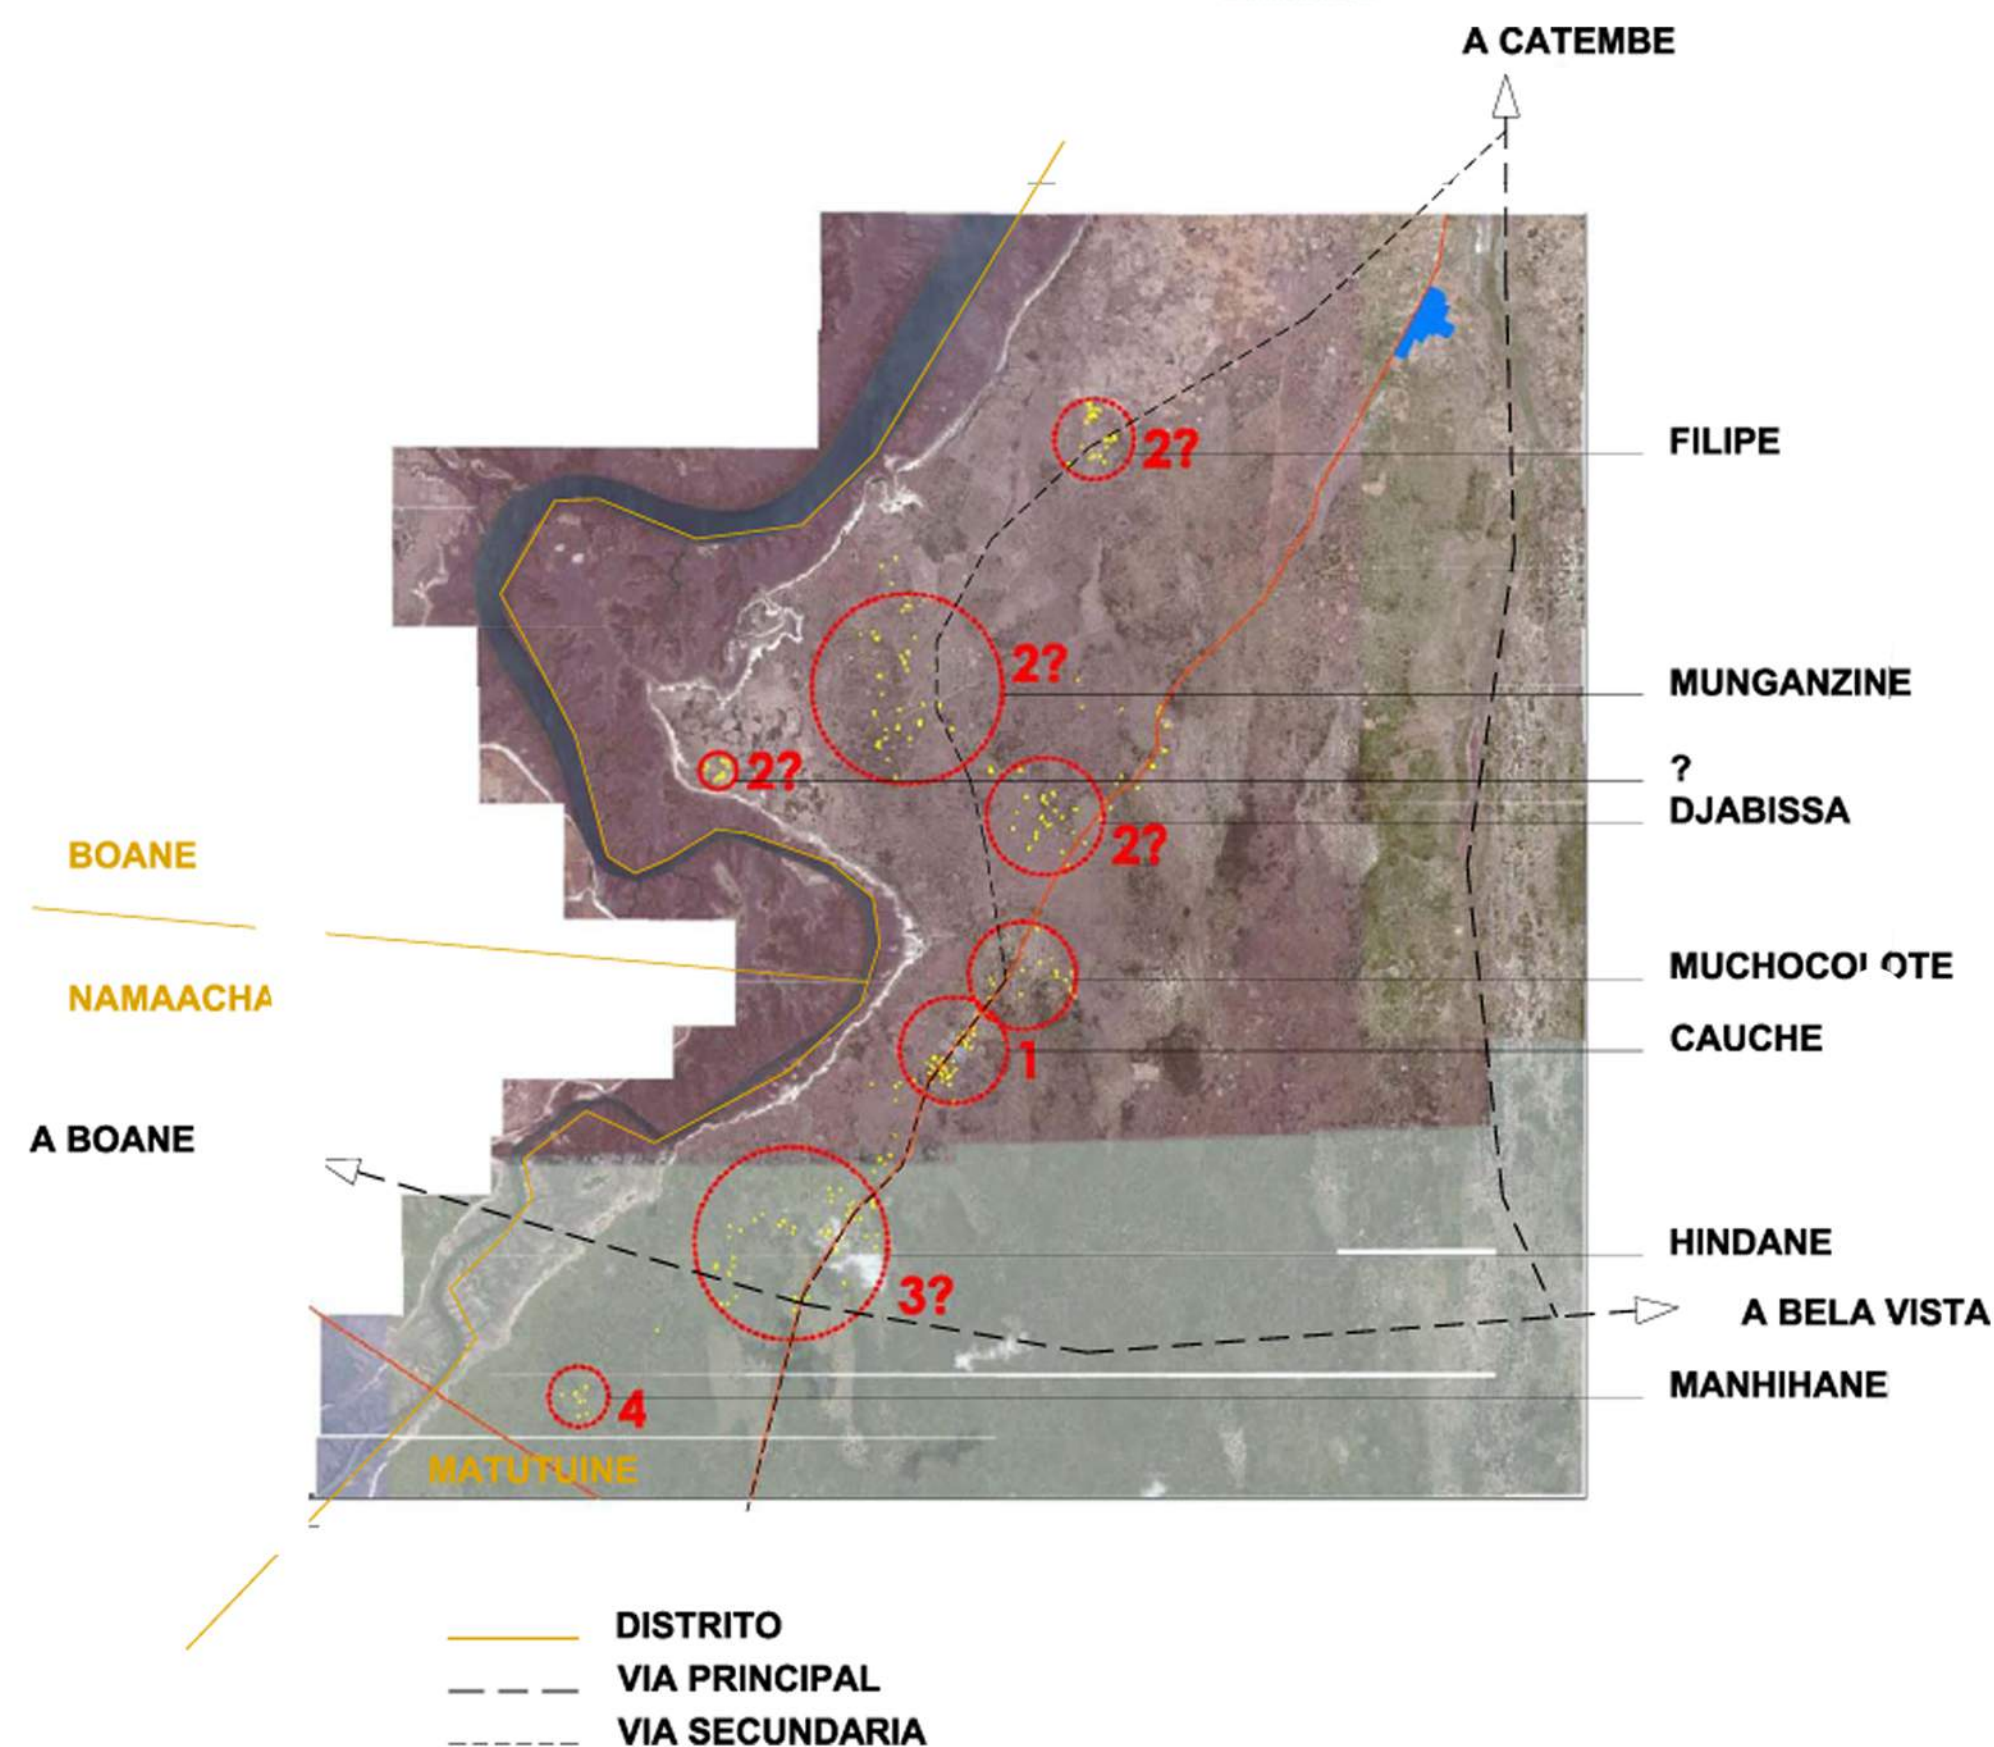 A CATEMBE
2?
FILIPE
2?
MUNGANZINE
2?
?
DJABISSA
2?
BOANE
NAMAACHA
MUCHOCOLOTE
CAUCHE
1
A BOANE
HINDANE
3?
A BELA VISTA
MANHIHANE
4
MATUTUINE
DISTRITO
VIA PRINCIPAL
VIA SECUNDARIA